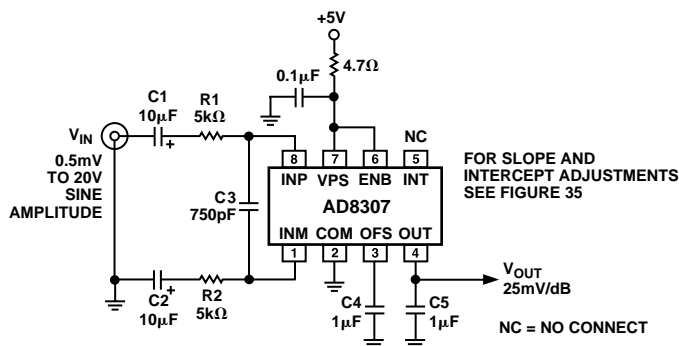 +5V
4.7Ω
0.1μF
C1
10μF
R1
5kΩ
NC
VIN
0.5mV
TO 20V
SINE
AMPLITUDE
8
7
6
5
INP
VPS
ENB
INT
FOR SLOPE AND
INTERCEPT ADJUSTMENTS
SEE FIGURE 35
C3
750pF
AD8307
INM
COM
OFS
OUT
1
2
3
4
VOUT
25mV/dB
C2
10μF
R2
5kΩ
C4
1μF
C5
1μF
NC = NO CONNECT